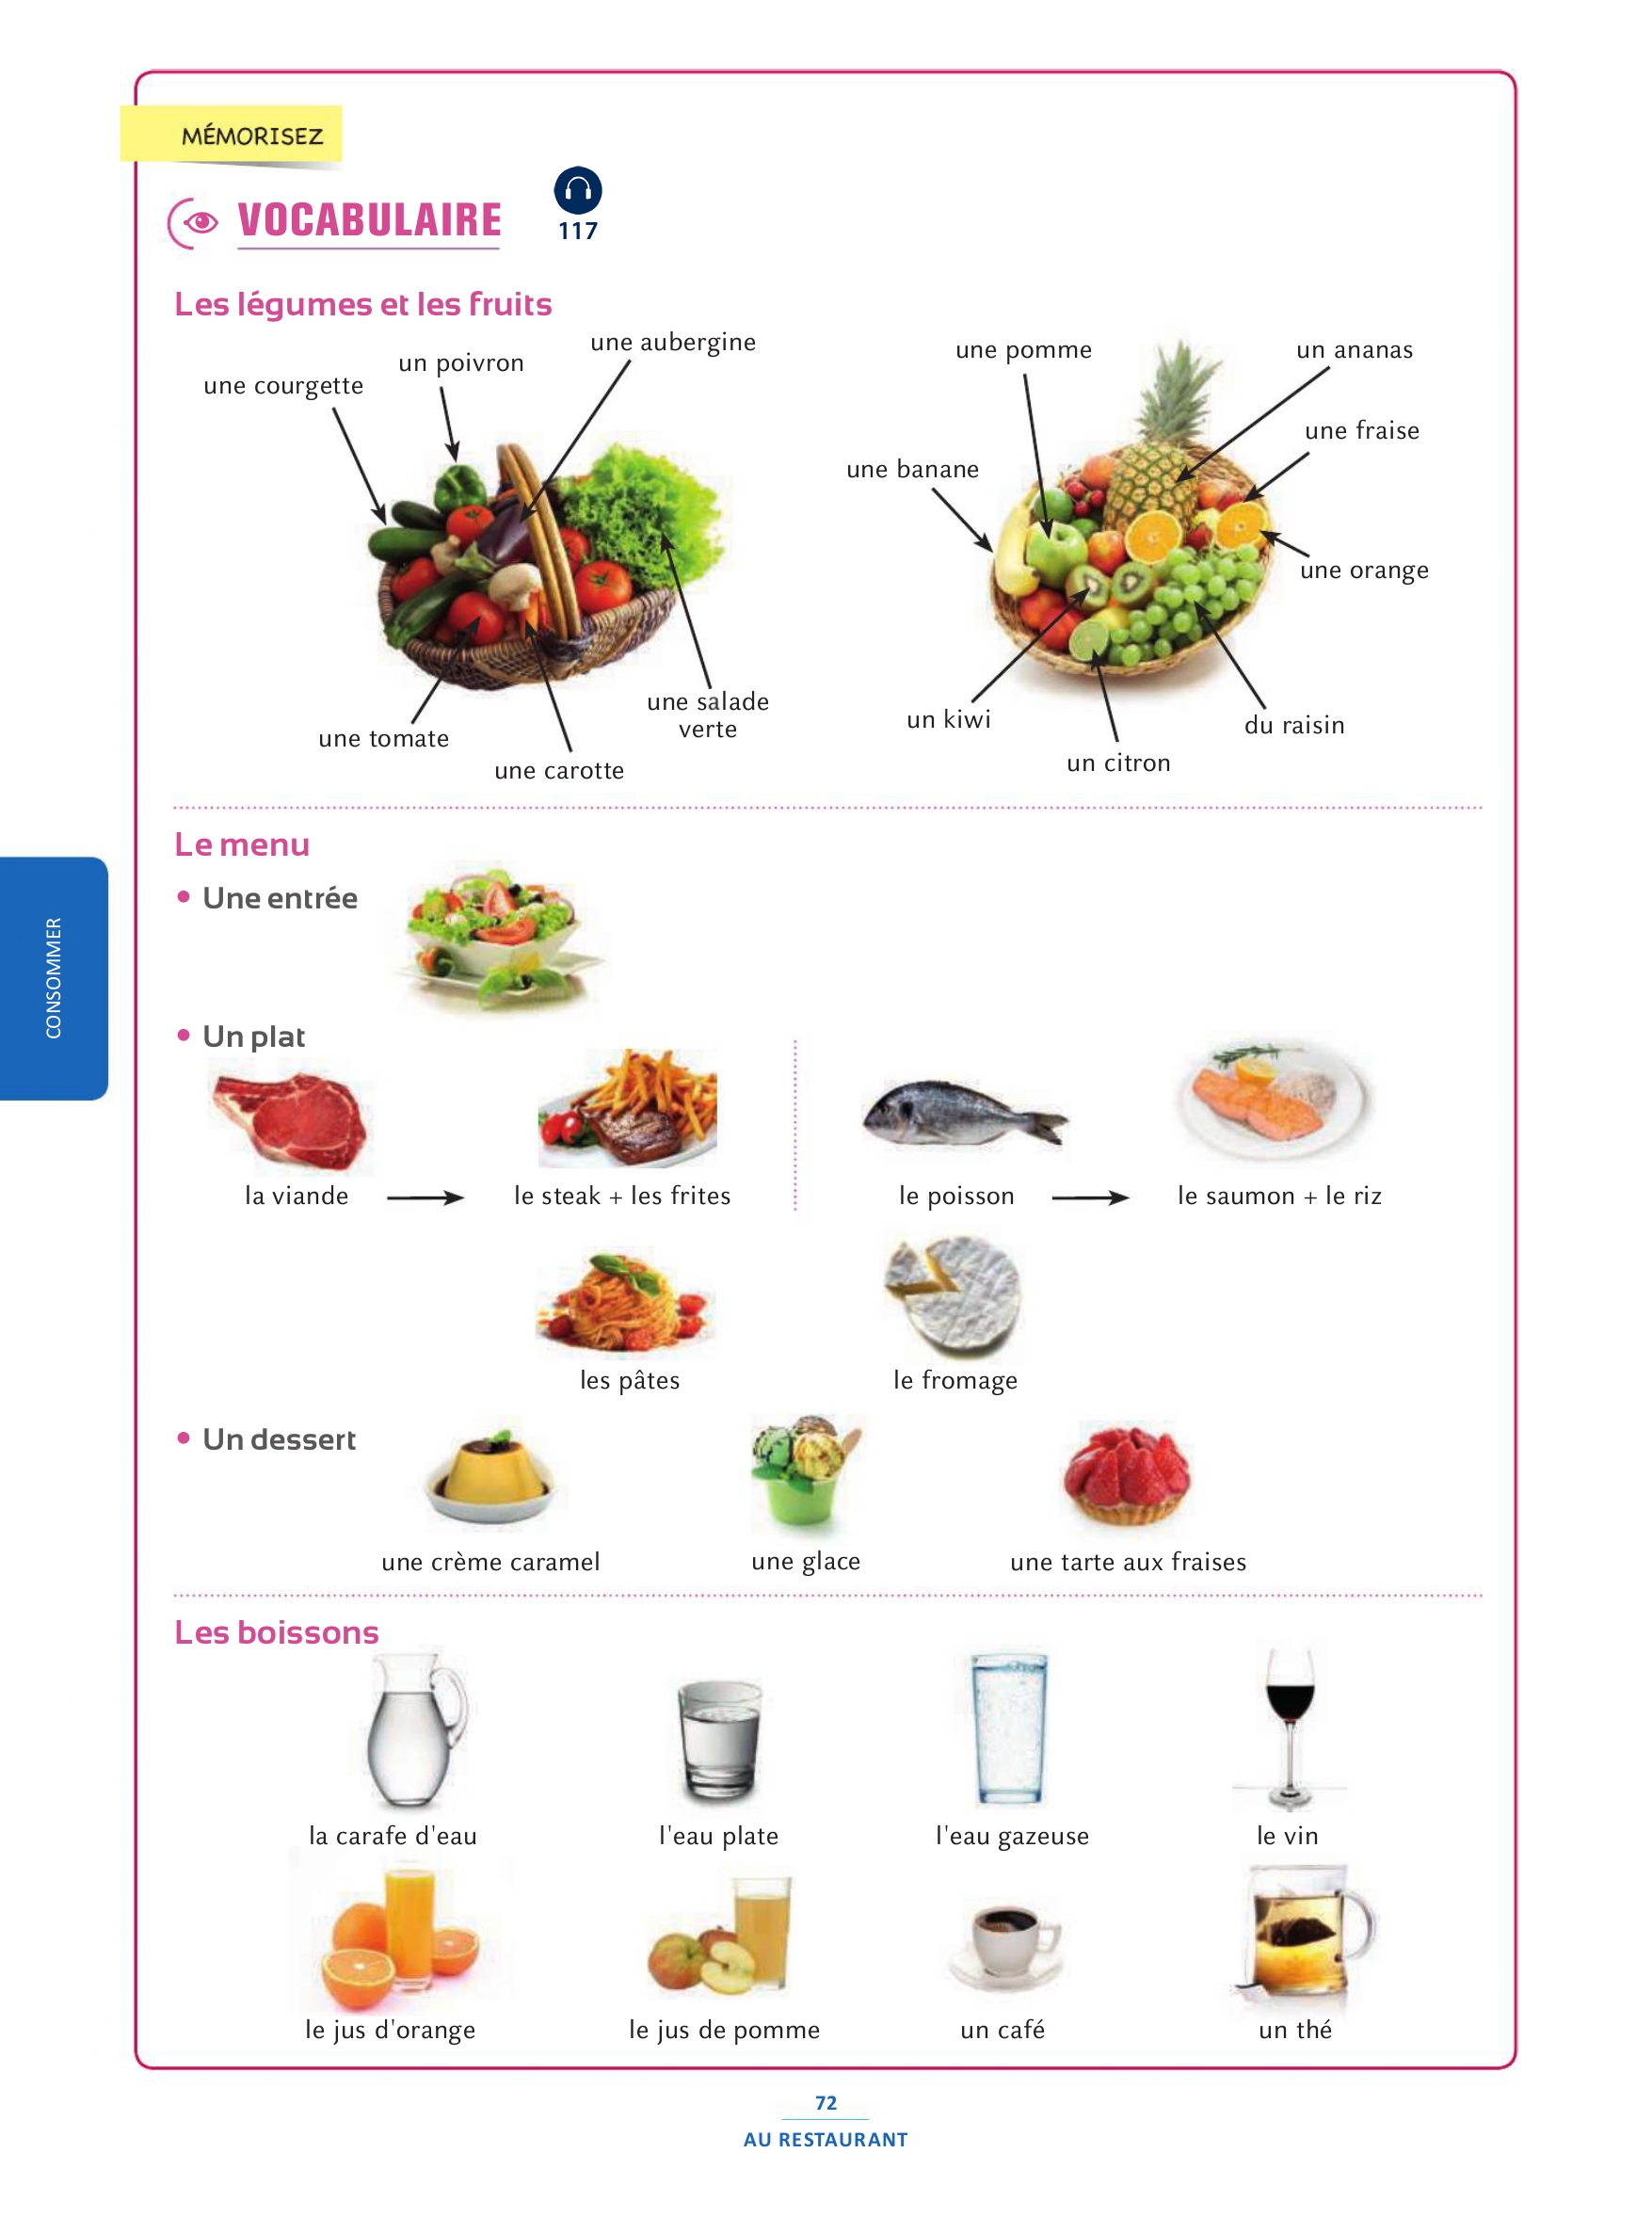 MÉMORISEZ
VOCABULAIRE
117
Les légumes et les fruits
une courgette
un poivron
une aubergine
une tomate
une carotte
une salade
verte
une pomme
un ananas
une fraise
une banane
une orange
un kiwi
un citron
du raisin
Le menu
• Une entrée
• Un plat
la viande
le steak + les frites
le poisson
le saumon + le riz
les pâtes
le fromage
• Un dessert
une crème caramel
une glace
une tarte aux fraises
Les boissons
la carafe d'eau
l'eau plate
l'eau gazeuse
le vin
le jus d'orange
le jus de pomme
un café
un thé
CONSOMMER
72
AU RESTAURANT